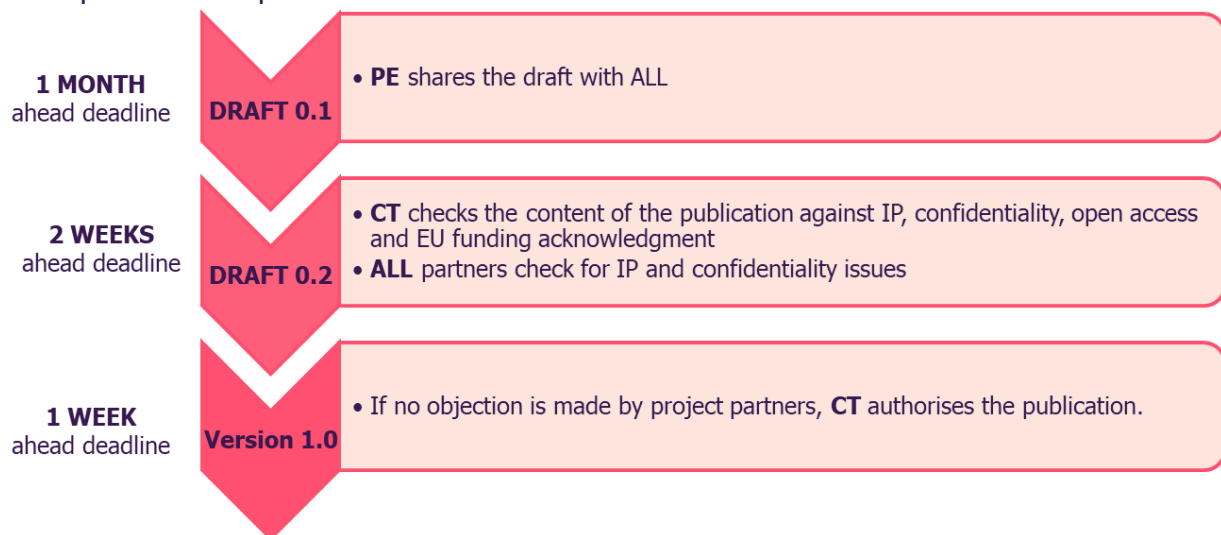 1 MONTH
ahead deadline
DRAFT 0.1
• PE shares the draft with ALL
2 WEEKS
ahead deadline
DRAFT 0.2
• CT checks the content of the publication against IP, confidentiality, open access
and EU funding acknowledgment
• ALL partners check for IP and confidentiality issues
1 WEEK
ahead deadline
Version 1.0
• If no objection is made by project partners, CT authorises the publication.